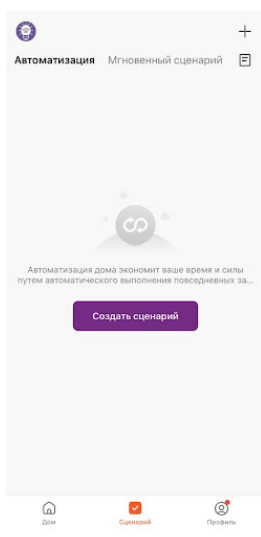 Автоматизация Мгновенный сценарий
Автоматизация дома экономит ваше время и силы
путем автоматического выполнения повседневных за...
Создать сценарий
Дом Сценарий Профиль